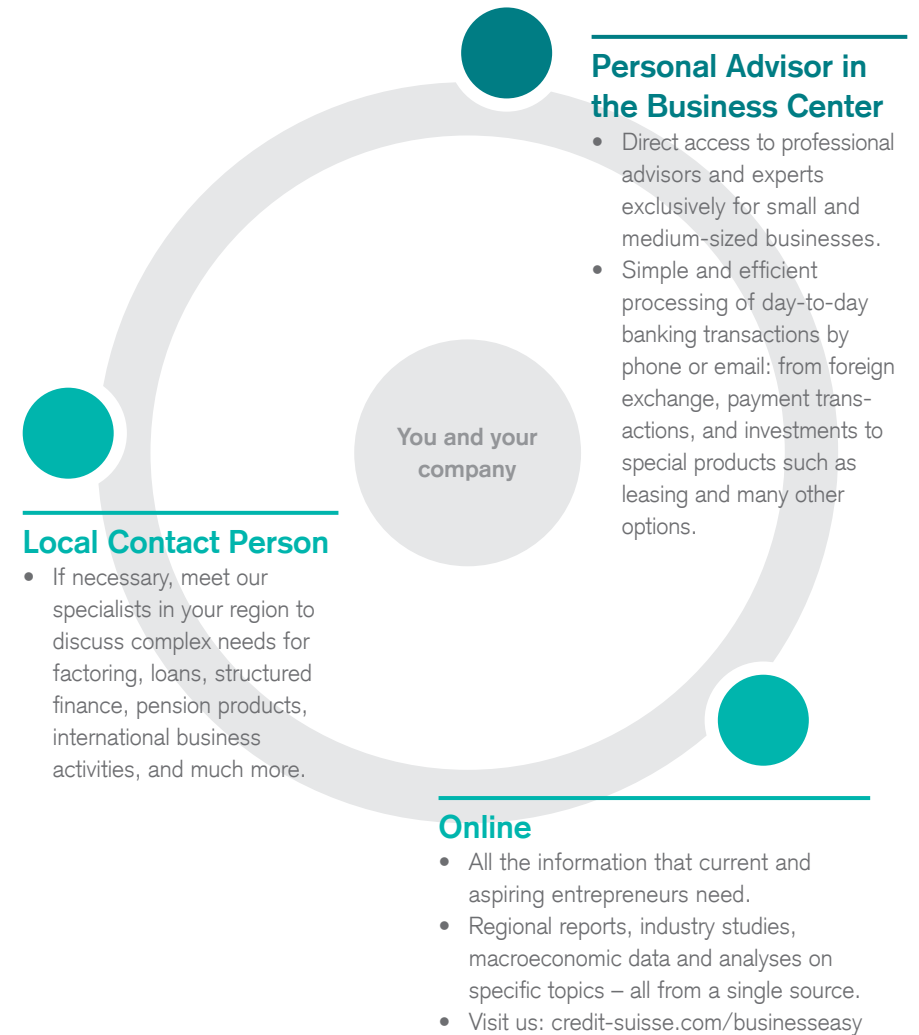 Personal Advisor in
the Business Center
• Direct access to professional
advisors and experts
exclusively for small and
medium-sized businesses.
• Simple and efficient
processing of day-to-day
banking transactions by
phone or email: from foreign
exchange, payment trans-
actions, and investments to
special products such as
leasing and many other
options.
You and your
company
Local Contact Person
• If necessary, meet our
specialists in your region to
discuss complex needs for
factoring, loans, structured
finance, pension products,
international business
activities, and much more.
Online
• All the information that current and
aspiring entrepreneurs need.
• Regional reports, industry studies,
macroeconomic data and analyses on
specific topics – all from a single source.
• Visit us: credit-suisse.com/businesseasy